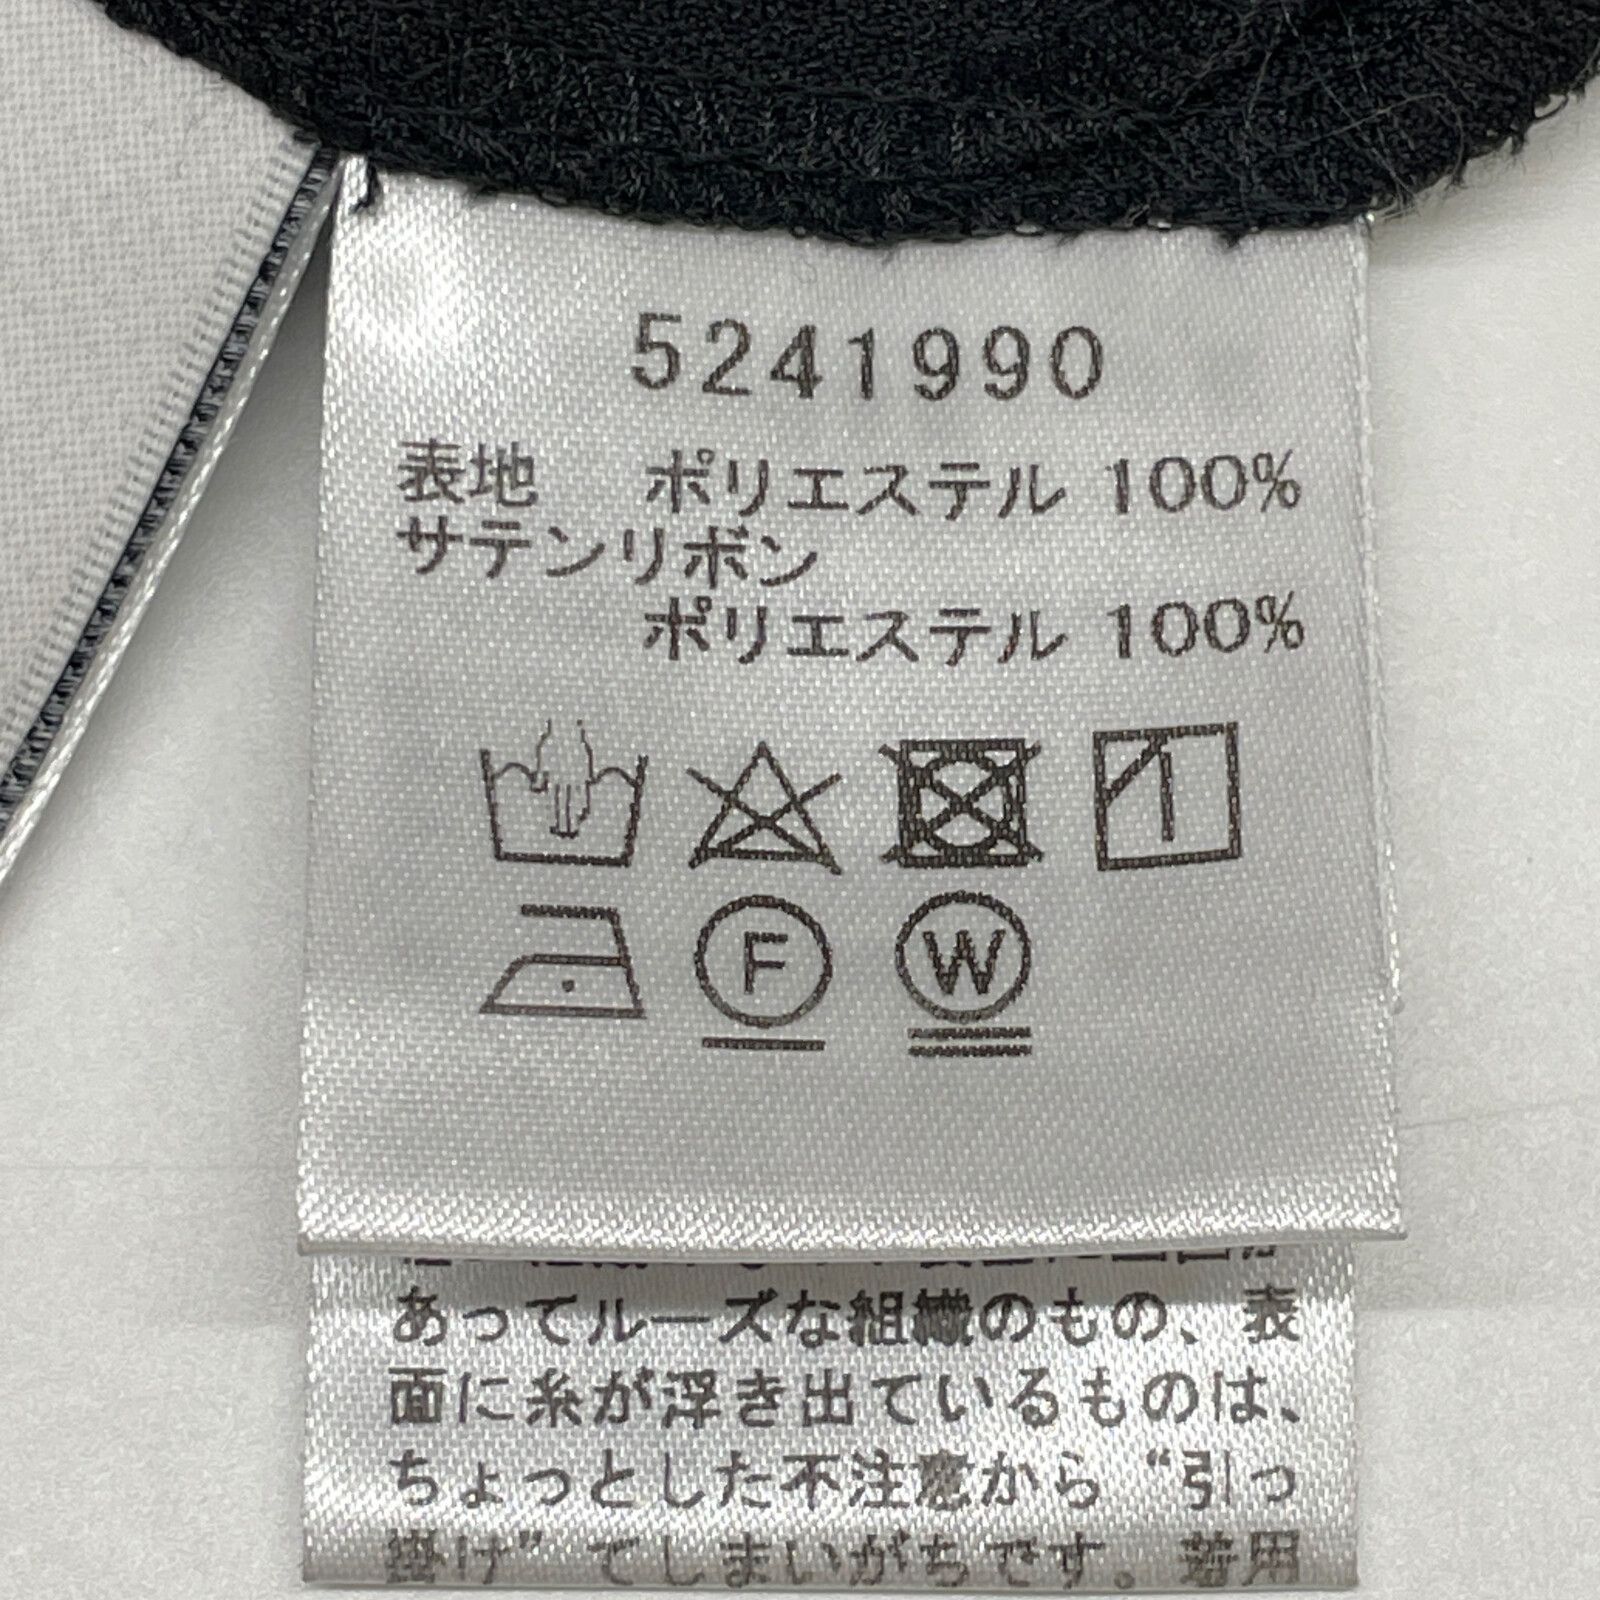 5241990
表地 ポリエステル 100%
サテンリボン
ポリエステル 100%
F W
あってルーズな組織のもの、表
面に糸が浮き出ているものは、
ちょっとした不注意から“引っ
掛け”てしまいがちです。着用